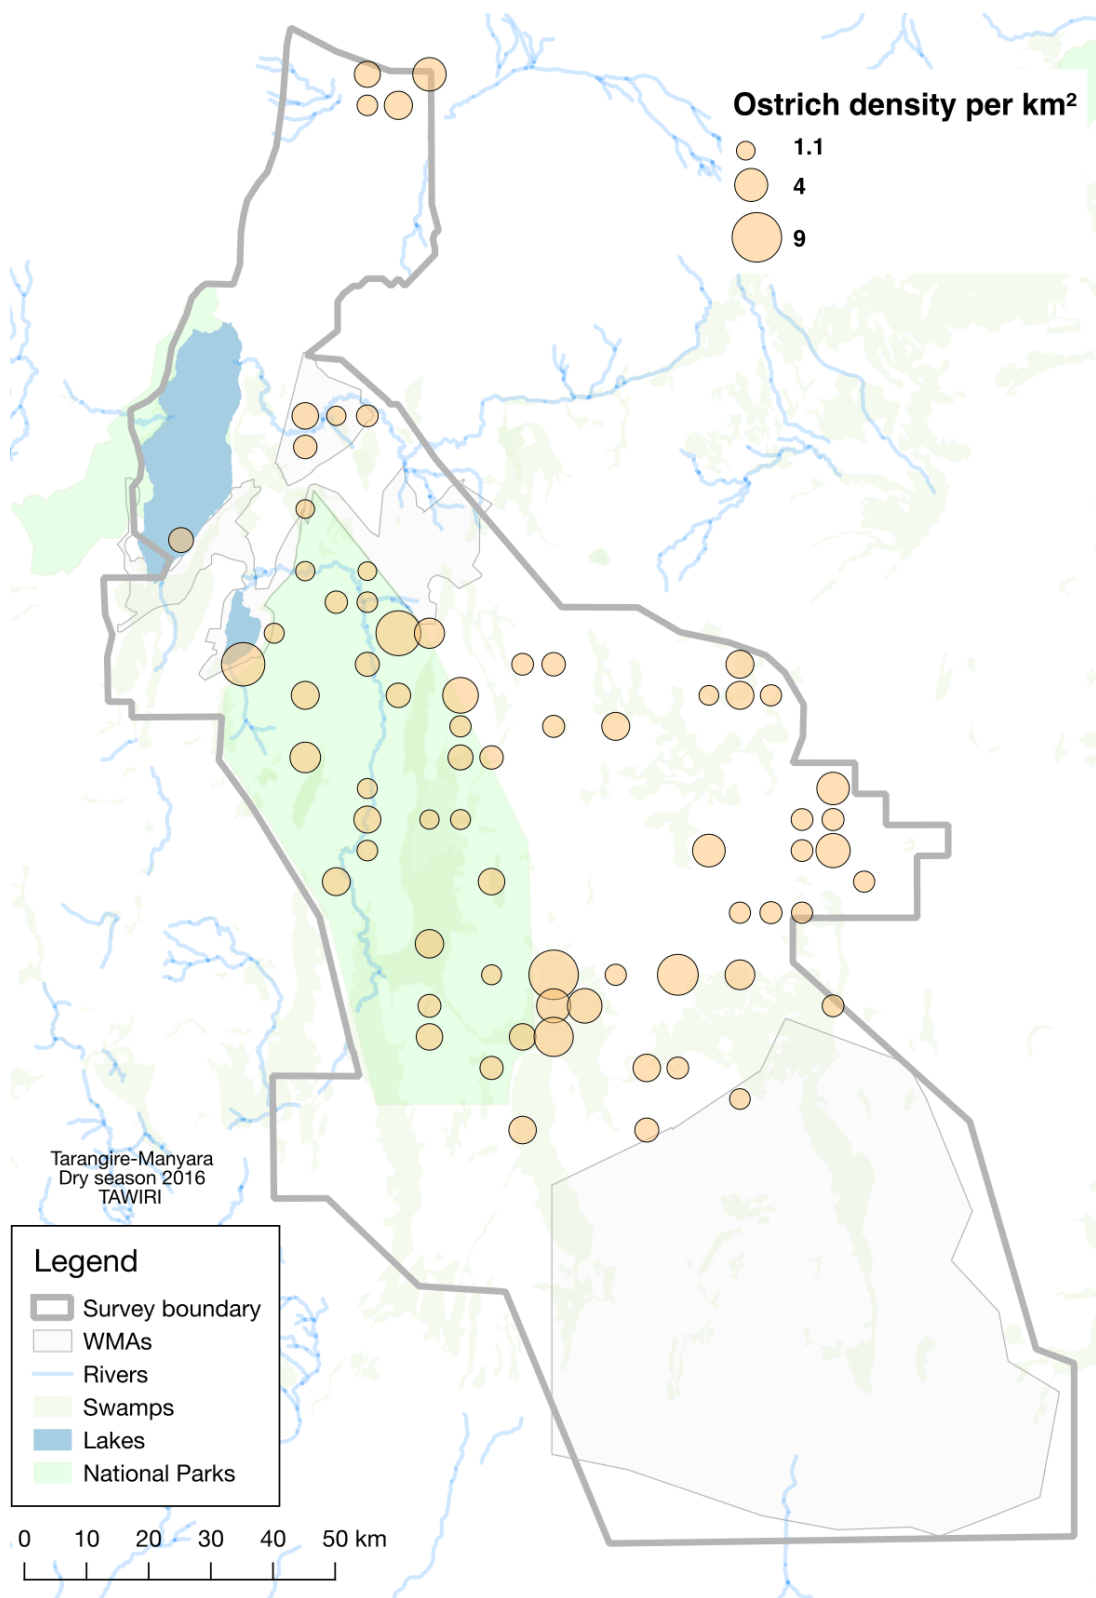 Ostrich density per km²
1.1
4
9
Tarangire-Manyara
Dry season 2016
TAWIRI
Legend
Survey boundary
WMAs
Rivers
Swamps
Lakes
National Parks
0 10 20 30 40 50 km